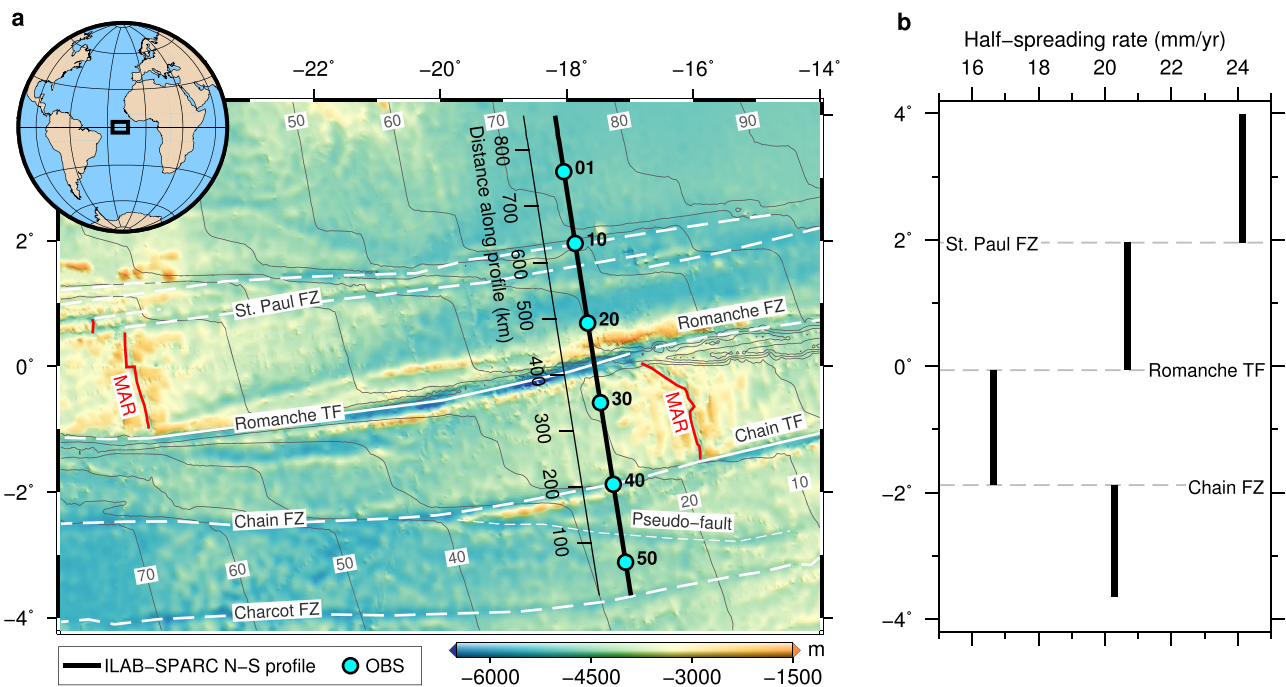 a
−22˚
−20˚
−18˚
−16˚
−14˚
50
60
70
80
90
Distance along profile (km)
800
700
600
500
400
300
200
100
01
10
20
30
40
50
2˚
0˚
−2˚
−4˚
St. Paul FZ
Romanche FZ
MAR
MAR
Romanche TF
Chain TF
Chain FZ
Pseudo−fault
Charcot FZ
70
60
50
40
20
10
ILAB−SPARC N−S profile
OBS
−6000
−4500
−3000
−1500
m
b
Half−spreading rate (mm/yr)
16
18
20
22
24
4˚
2˚
0˚
−2˚
−4˚
St. Paul FZ
Romanche TF
Chain FZ